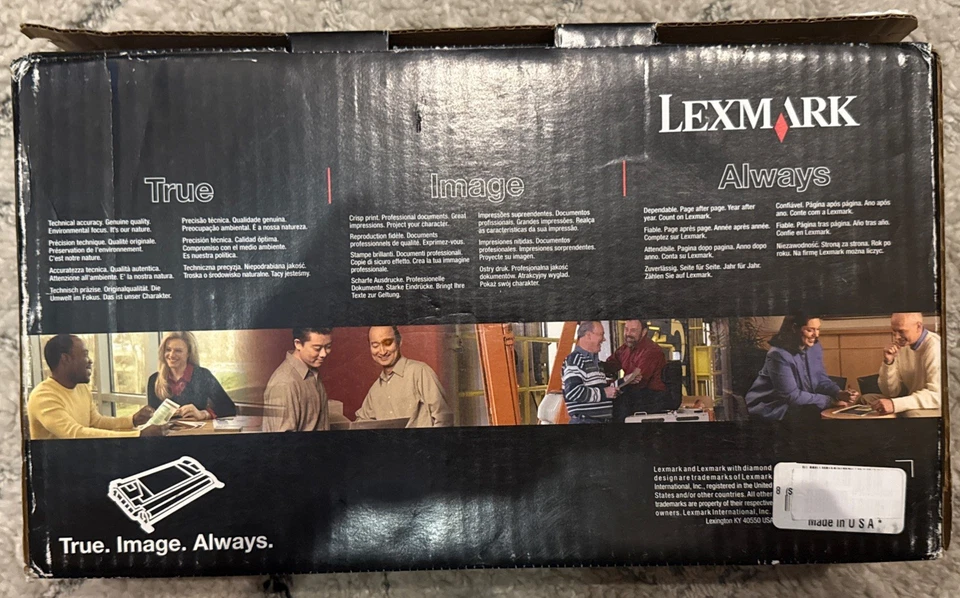 LEXMARK
True
Technical accuracy. Genuine quality.
Environmental focus. It's our nature.
Précision technique. Qualité originale.
Préservation de l'environnement.
C'est notre nature.
Accuratezza tecnica. Qualità autentica.
Attenzione all'ambiente. E' la nostra natura.
Technisch präzise. Originalqualität. Die
Umwelt im Fokus. Das ist unser Charakter.
Precisão técnica. Qualidade genuína.
Preocupação ambiental. É a nossa natureza.
Precisión técnica. Calidad óptima.
Compromiso con el medio ambiente.
Es nuestra política.
Techniczna precyzja. Niepodrabiana jakość.
Troska o środowisko naturalne. Tacy jesteśmy.
Image
Crisp print. Professional documents. Great
impressions. Project your character.
Reproduction fidèle. Documents
professionnels de qualité. Exprimez-vous.
Stampe brillanti. Documenti professionali.
Copie di sicuro effetto. Crea la tua immagine
professionale.
Scharfe Ausdrucke. Professionelle
Dokumente. Starke Eindrücke. Bringt Ihre
Texte zur Geltung.
Impressões surpreendentes. Documentos
profissionais. Grandes impressões. Realça
as características da sua impressão.
Impresiones nítidas. Documentos
profesionales. Impresiones sorprendentes.
Proyecte su imagen.
Ostry druk. Profesjonalna jakość
dokumentów. Atrakcyjny wygląd.
Pokaż swój charakter.
Always
Dependable. Page after page. Year after
year. Count on Lexmark.
Fiable. Page après page. Année après année.
Comptez sur Lexmark.
Attendibile. Pagina dopo pagina. Anno dopo
anno. Conta su Lexmark.
Zuverlässig. Seite für Seite. Jahr für Jahr.
Zählen Sie auf Lexmark.
Confiável. Página após página. Ano após
ano. Conte com a Lexmark.
Fiable. Página tras página. Año tras año.
Confíe en Lexmark.
Niezawodność. Stroną za stroną. Rok po
roku. Na firmę Lexmark można liczyć.
True. Image. Always.
Lexmark and Lexmark with diamond
design are trademarks of Lexmark
International, Inc., registered in the United
States and/or other countries. All other
trademarks are property of their respective
owners. Lexmark International, Inc.
Lexington KY 40550 USA
Made in U S A